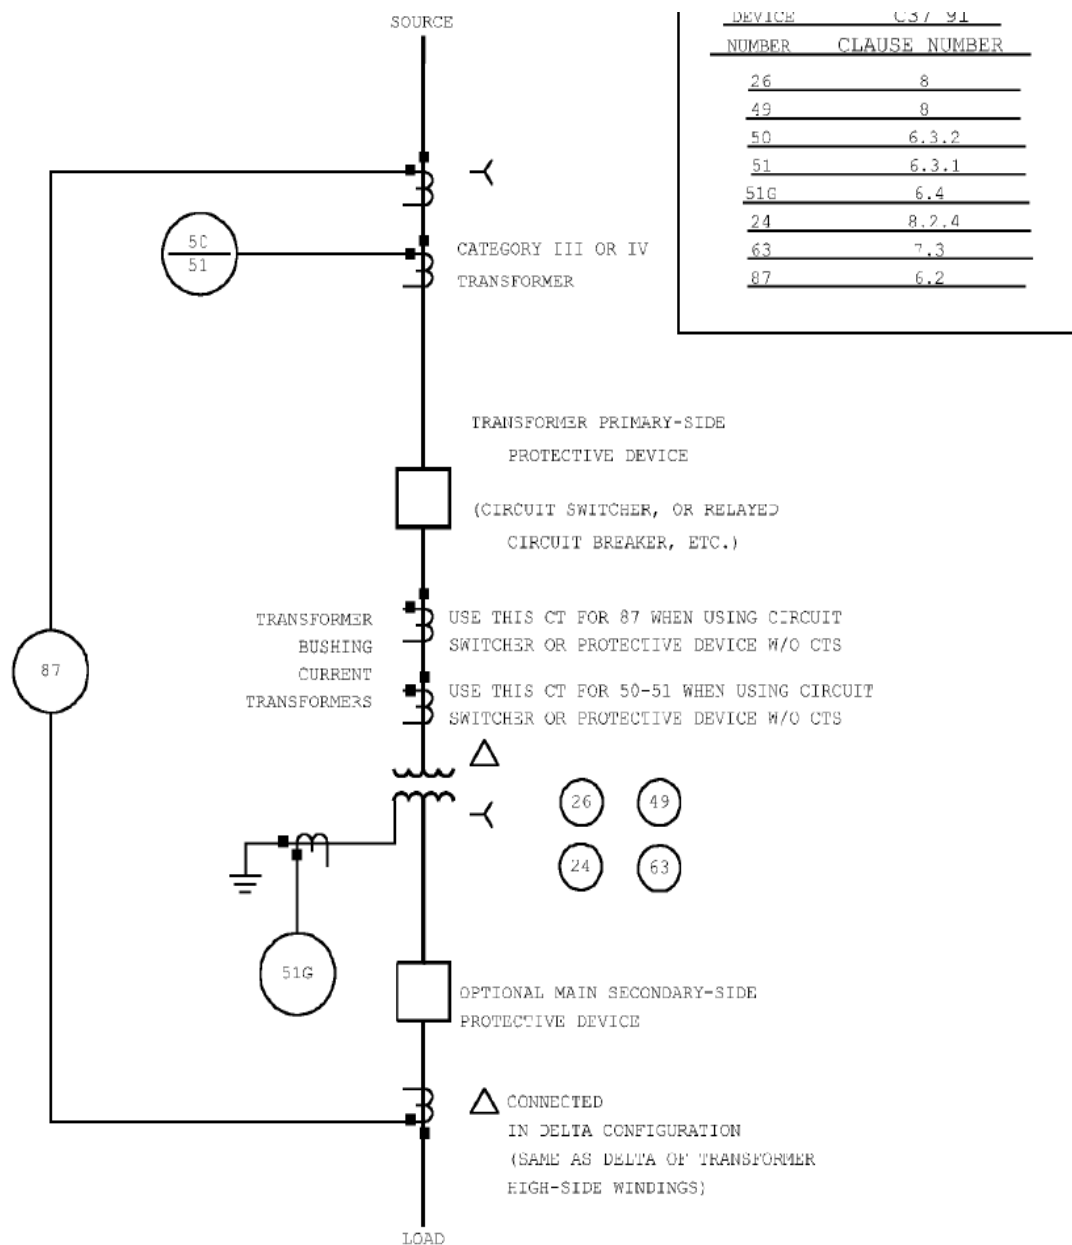 SOURCE
DEVICE C37 91
NUMBER CLAUSE NUMBER
26 8
49 8
50 6.3.2
51 6.3.1
51G 6.4
24 8.2.4
63 7.3
87 6.2
50
51
CATEGORY III OR IV
TRANSFORMER
TRANSFORMER PRIMARY-SIDE
PROTECTIVE DEVICE
(CIRCUIT SWITCHER, OR RELAYED
CIRCUIT BREAKER, ETC.)
TRANSFORMER
BUSHING
CURRENT
TRANSFORMERS
USE THIS CT FOR 87 WHEN USING CIRCUIT
SWITCHER OR PROTECTIVE DEVICE W/O CTS
USE THIS CT FOR 50-51 WHEN USING CIRCUIT
SWITCHER OR PROTECTIVE DEVICE W/O CTS
87
26 49
24 63
51G
OPTIONAL MAIN SECONDARY-SIDE
PROTECTIVE DEVICE
CONNECTED
IN DELTA CONFIGURATION
(SAME AS DELTA OF TRANSFORMER
HIGH-SIDE WINDINGS)
LOAD